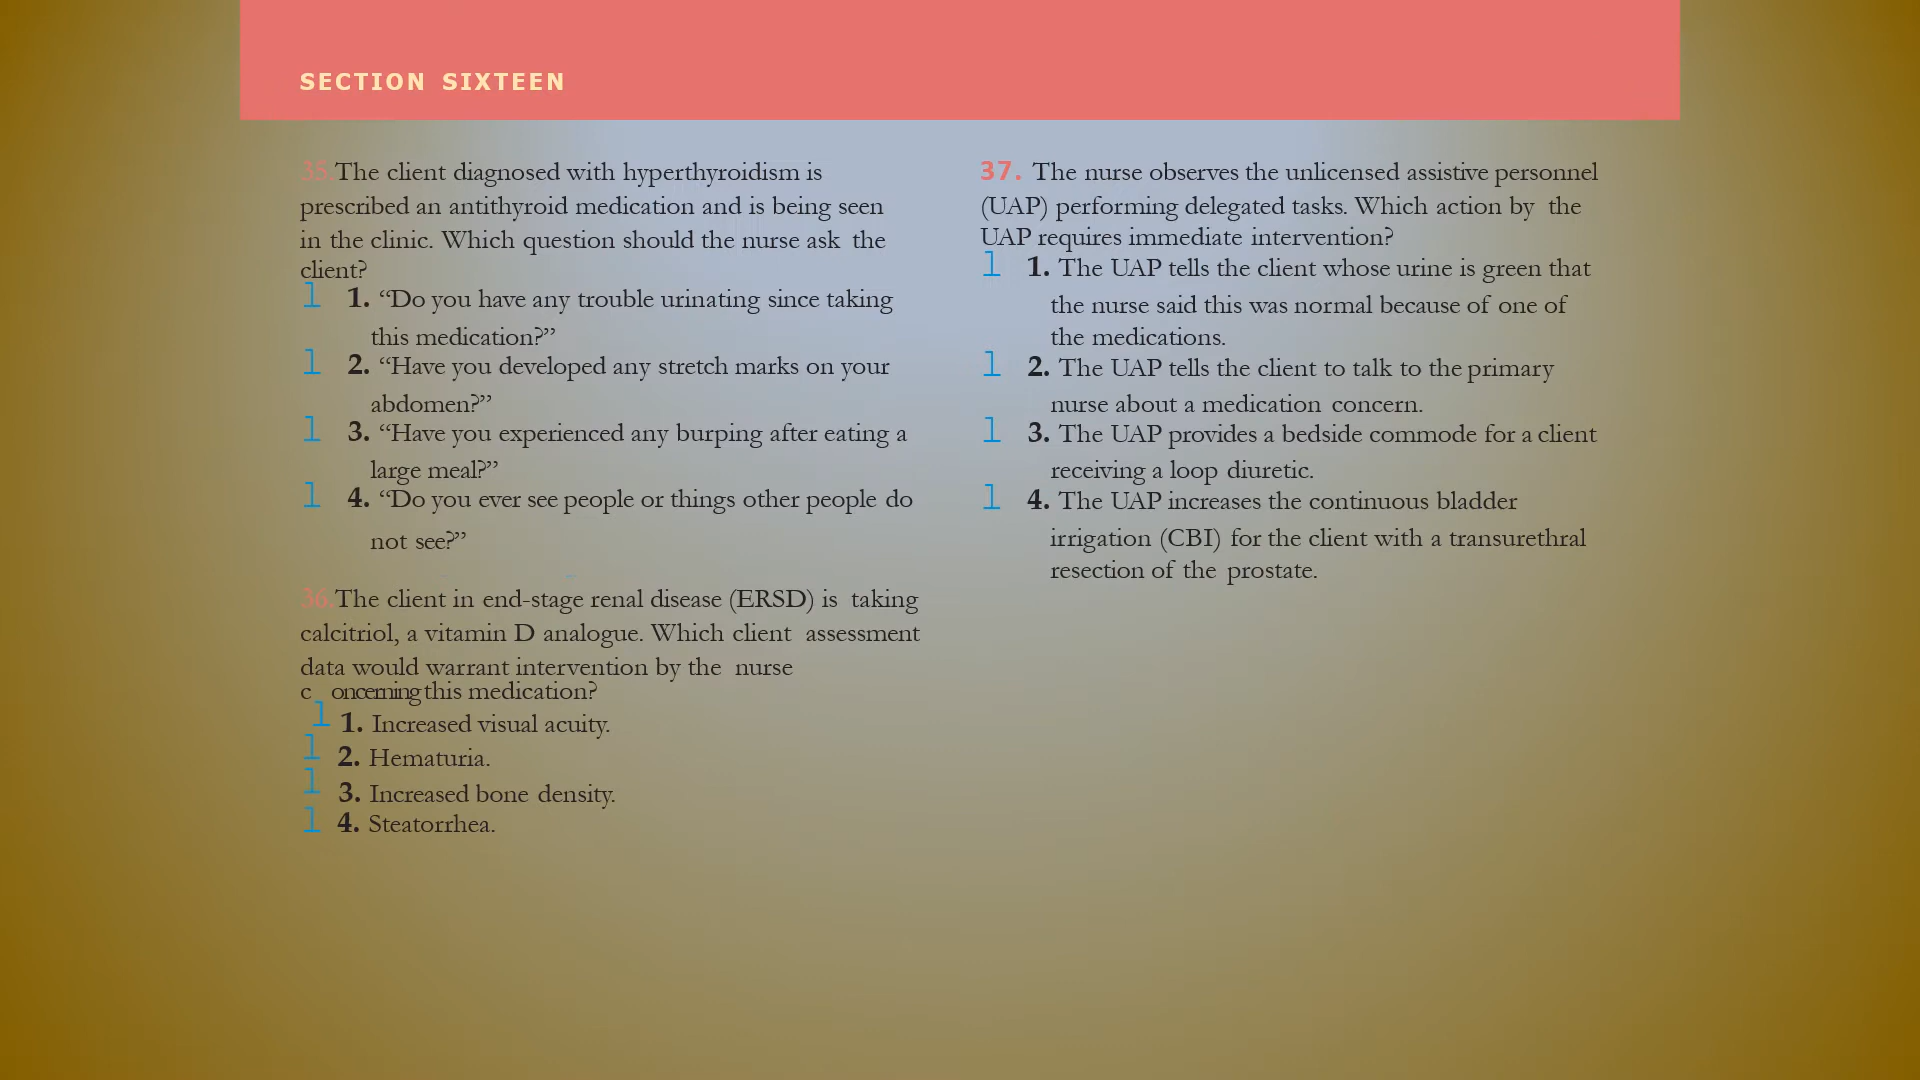 SECTION SIXTEEN
35.The client diagnosed with hyperthyroidism is
prescribed an antithyroid medication and is being seen
in the clinic. Which question should the nurse ask the
client?
l 1. “Do you have any trouble urinating since taking
this medication?”
l 2. “Have you developed any stretch marks on your
abdomen?”
l 3. “Have you experienced any burping after eating a
large meal?”
l 4. “Do you ever see people or things other people do
not see?”
36.The client in end-stage renal disease (ERSD) is taking
calcitriol, a vitamin D analogue. Which client assessment
data would warrant intervention by the nurse
c oncerning this medication?
l 1. Increased visual acuity.
l 2. Hematuria.
l 3. Increased bone density.
l 4. Steatorrhea.
37. The nurse observes the unlicensed assistive personnel
(UAP) performing delegated tasks. Which action by the
UAP requires immediate intervention?
l 1. The UAP tells the client whose urine is green that
the nurse said this was normal because of one of
the medications.
l 2. The UAP tells the client to talk to the primary
nurse about a medication concern.
l 3. The UAP provides a bedside commode for a client
receiving a loop diuretic.
l 4. The UAP increases the continuous bladder
irrigation (CBI) for the client with a transurethral
resection of the prostate.